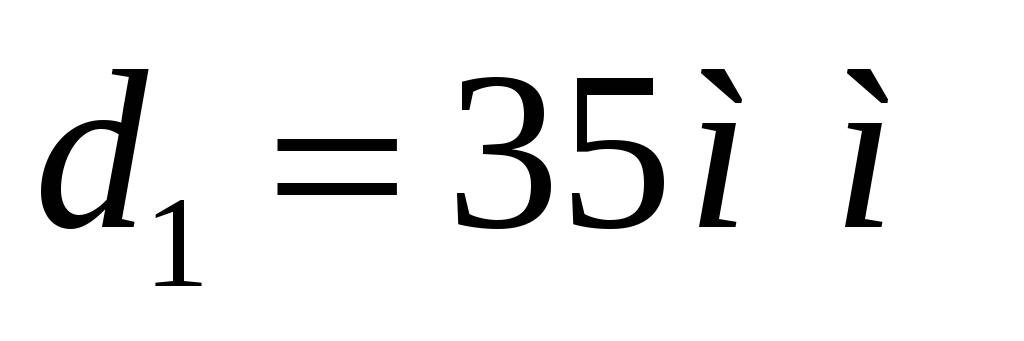 d₁ = 35ì ì